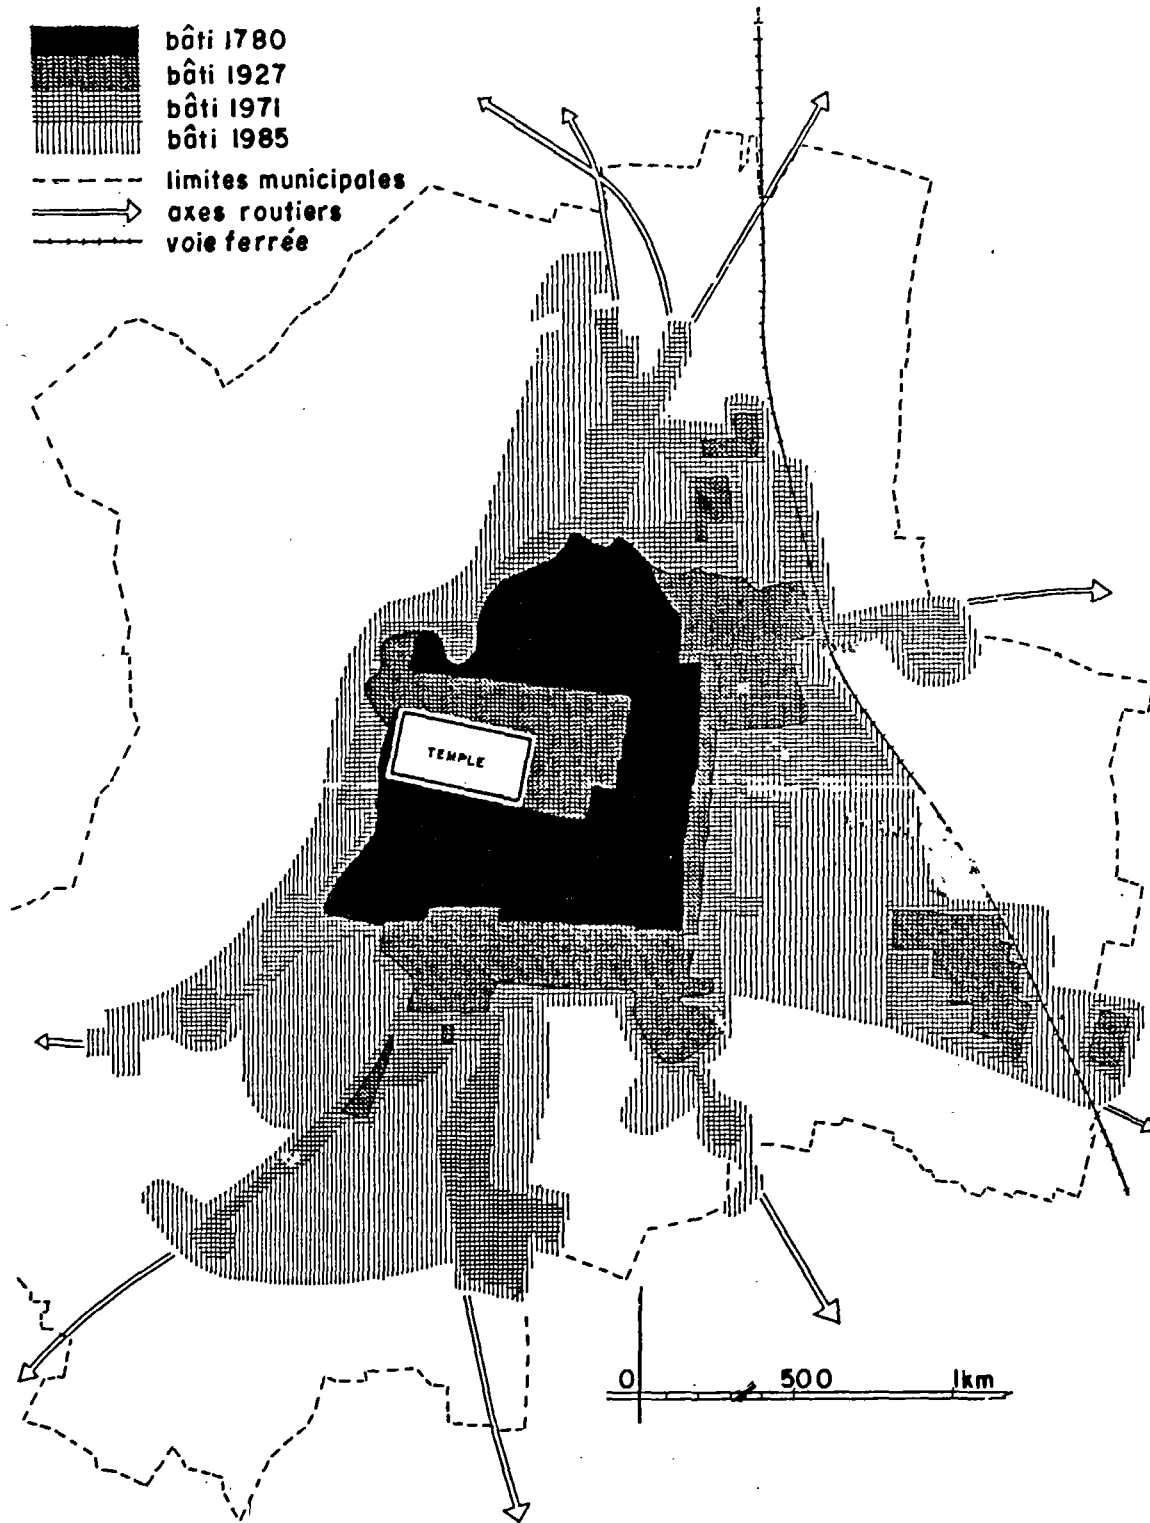 bâti 1780
bâti 1927
bâti 1971
bâti 1985
limites municipales
axes routiers
voie ferrée
TEMPLE
0 500 1km